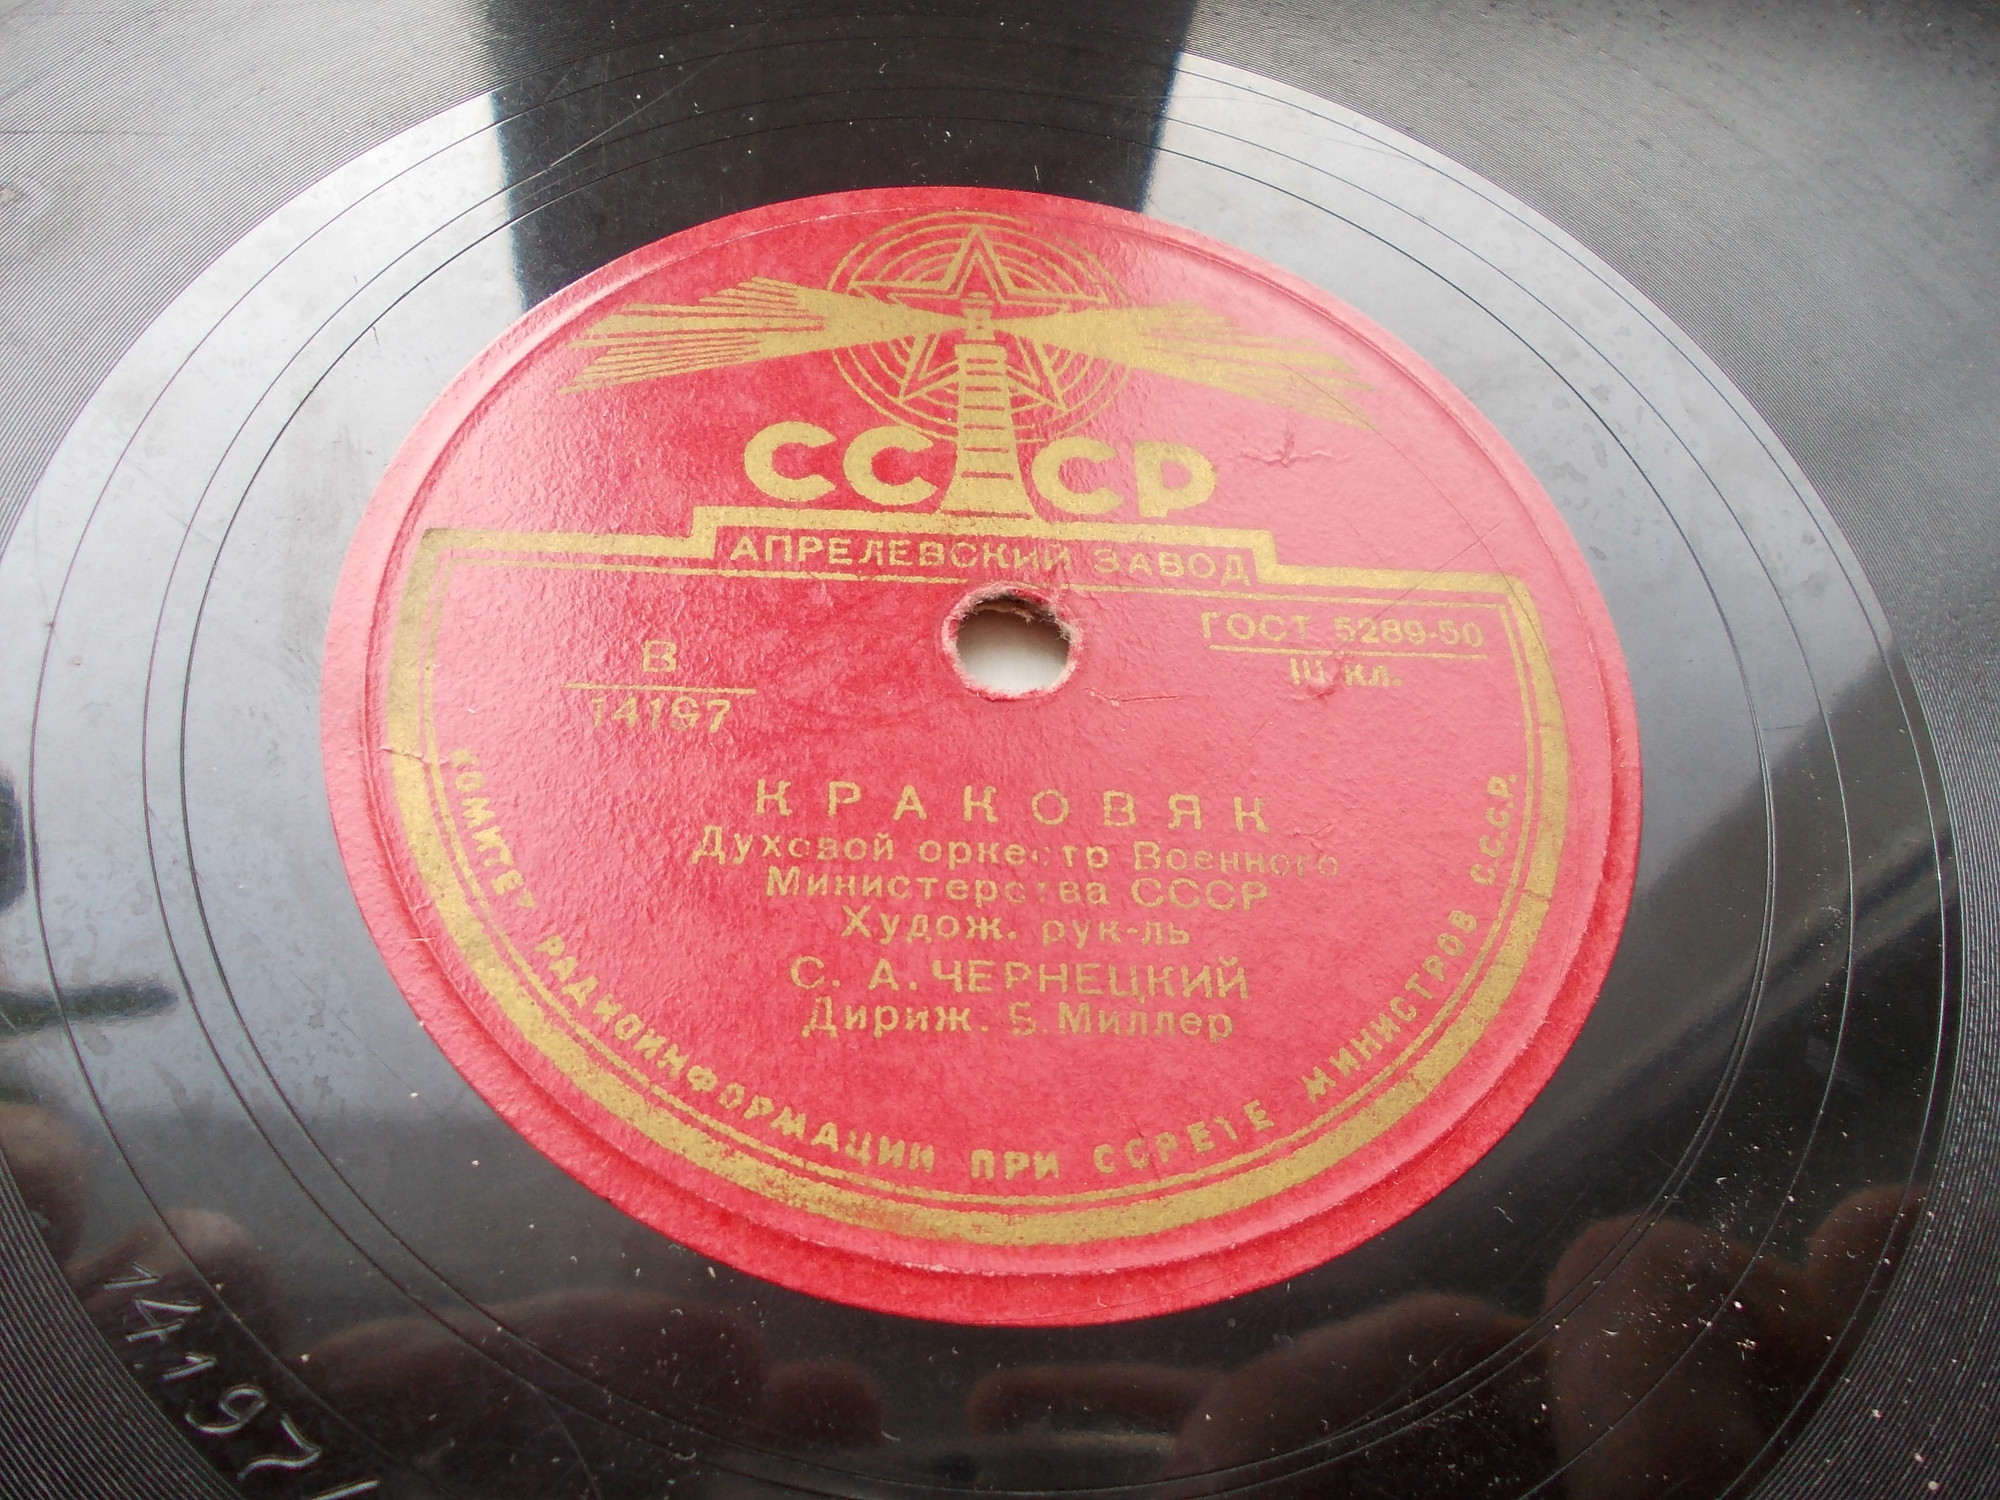 СССР
АПРЕЛЕВСКИЙ ЗАВОД
ГОСТ 5289-50
III кл.
В
14197
КРАКОВЯК
Духовой оркестр Военного
Министерства СССР
Худож. рук-ль
С. А. ЧЕРНЕЦКИЙ
Дириж. Б. Миллер
КОМИТЕТ РАДИОИНФОРМАЦИИ ПРИ СОВЕТЕ МИНИСТРОВ С.С.С.Р.
14197